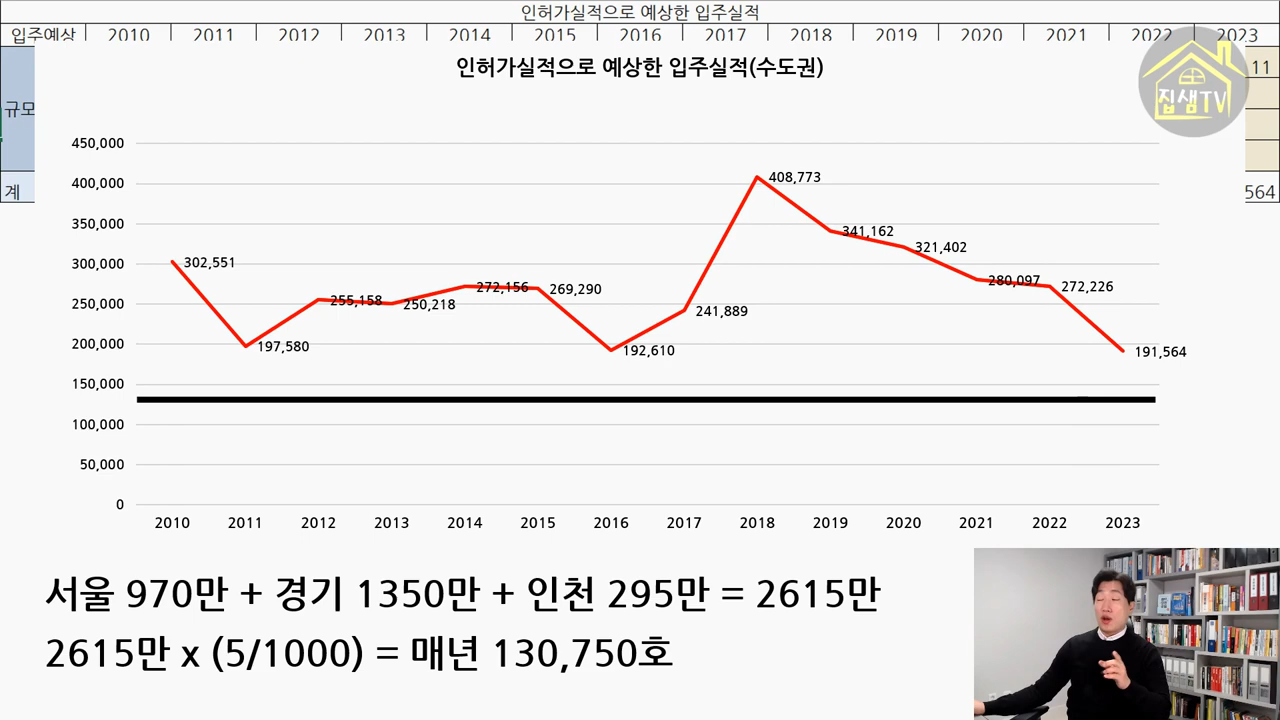 인허가실적으로 예상한 입주실적
입주예상 2010 2011 2012 2013 2014 2015 2016 2017 2018 2019 2020 2021 2022 2023
인허가실적으로 예상한 입주실적(수도권)
집샘TV
11
규모
계
564
450,000
400,000
350,000
300,000
250,000
200,000
150,000
100,000
50,000
0
302,551
197,580
255,158
250,218
272,156
269,290
192,610
241,889
408,773
341,162
321,402
280,097
272,226
191,564
2010 2011 2012 2013 2014 2015 2016 2017 2018 2019 2020 2021 2022 2023
서울 970만 + 경기 1350만 + 인천 295만 = 2615만
2615만 x (5/1000) = 매년 130,750호